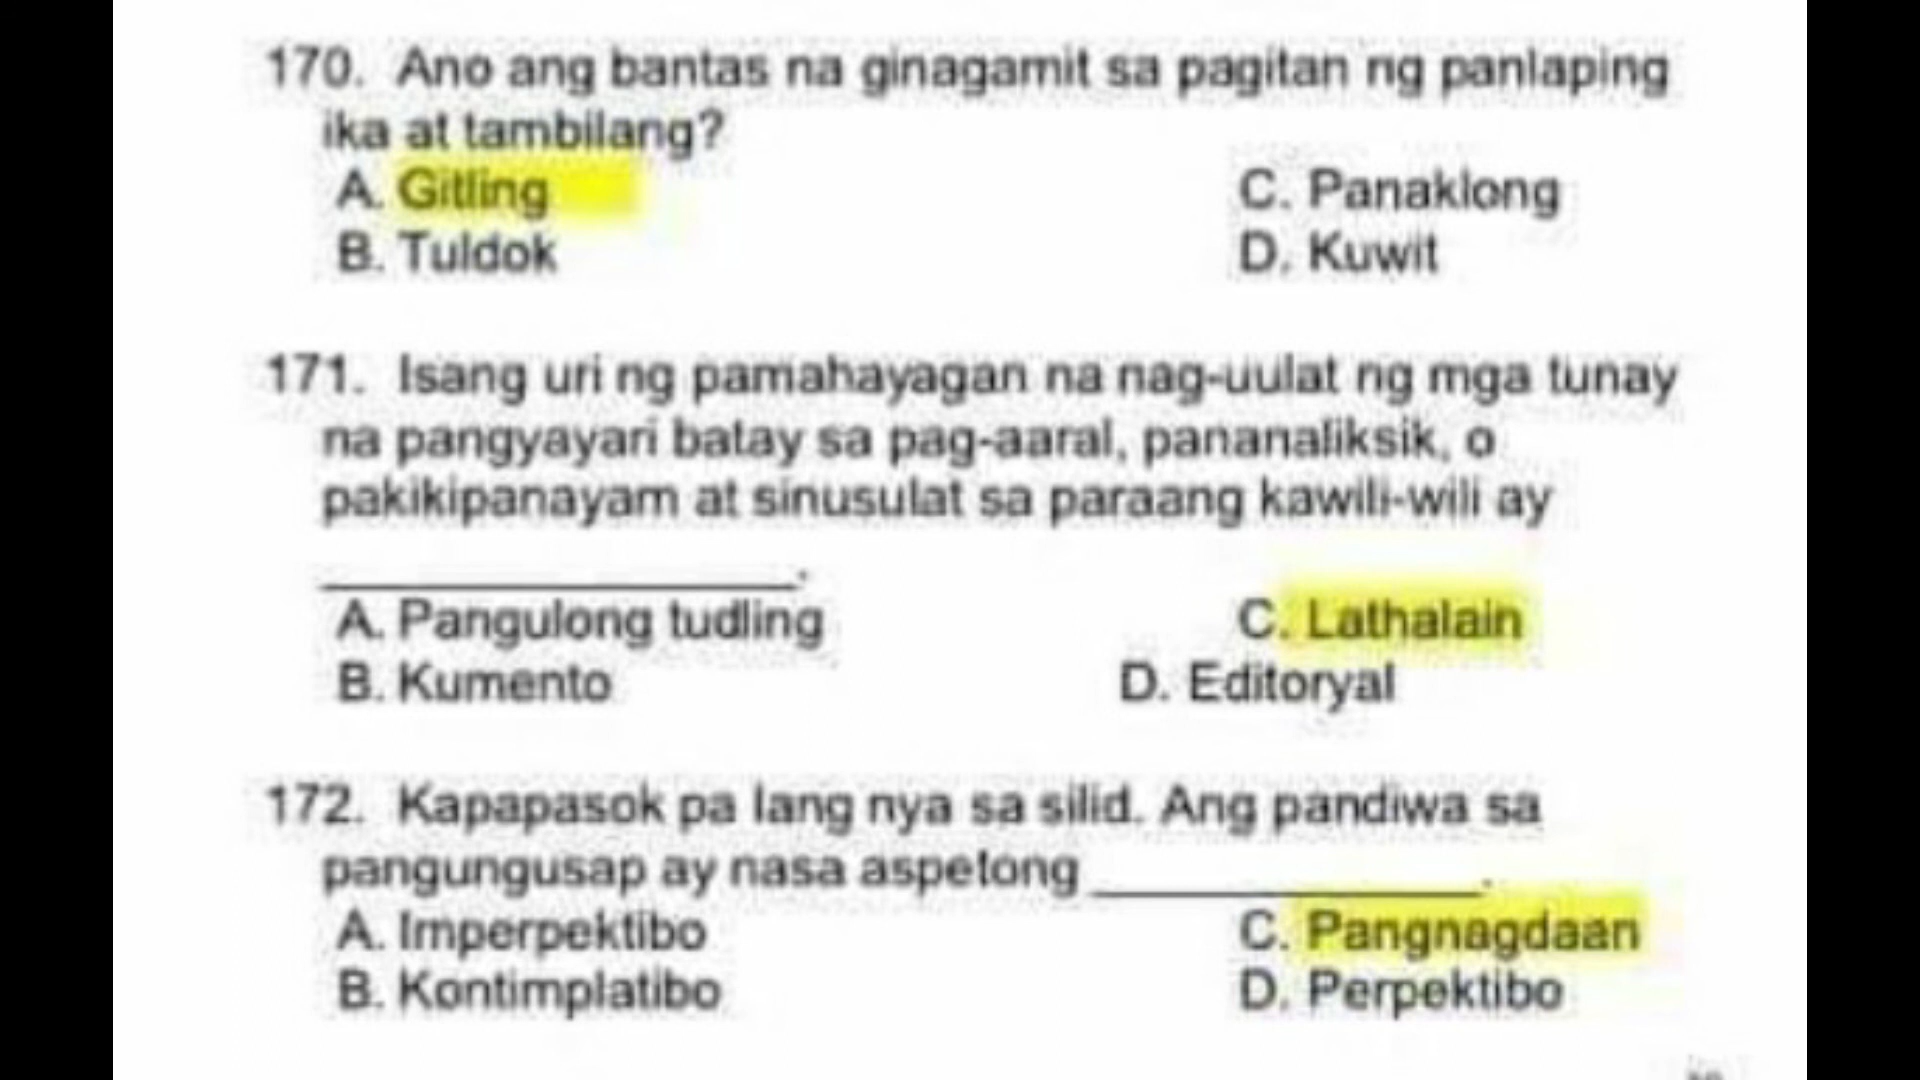 170. Ano ang bantas na ginagamit sa pagitan ng panlaping
ika at tambilang?
A. Gitling
C. Panaklong
B. Tuldok
D. Kuwit
171. Isang uri ng pamahayagan na nag-uulat ng mga tunay
na pangyayari batay sa pag-aaral, pananaliksik, o
pakikipanayam at sinusulat sa paraang kawili-wili ay
____________________.
A. Pangulong tudling
C. Lathalain
B. Kumento
D. Editoryal
172. Kapapasok pa lang nya sa silid. Ang pandiwa sa
pangungusap ay nasa aspetong ________________.
A. Imperpektibo
C. Pangnagdaan
B. Kontimplatibo
D. Perpektibo